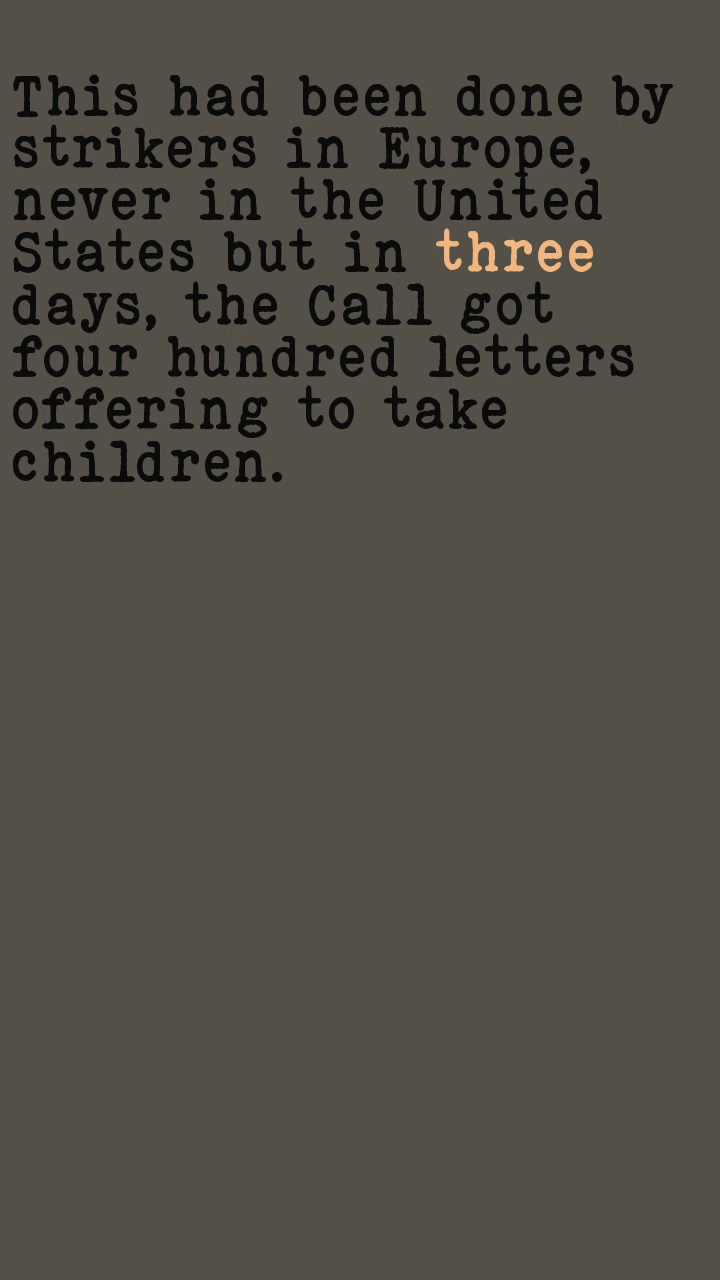 This had been done by
strikers in Europe,
never in the United
States but in three
days, the Call got
four hundred letters
offering to take
children.